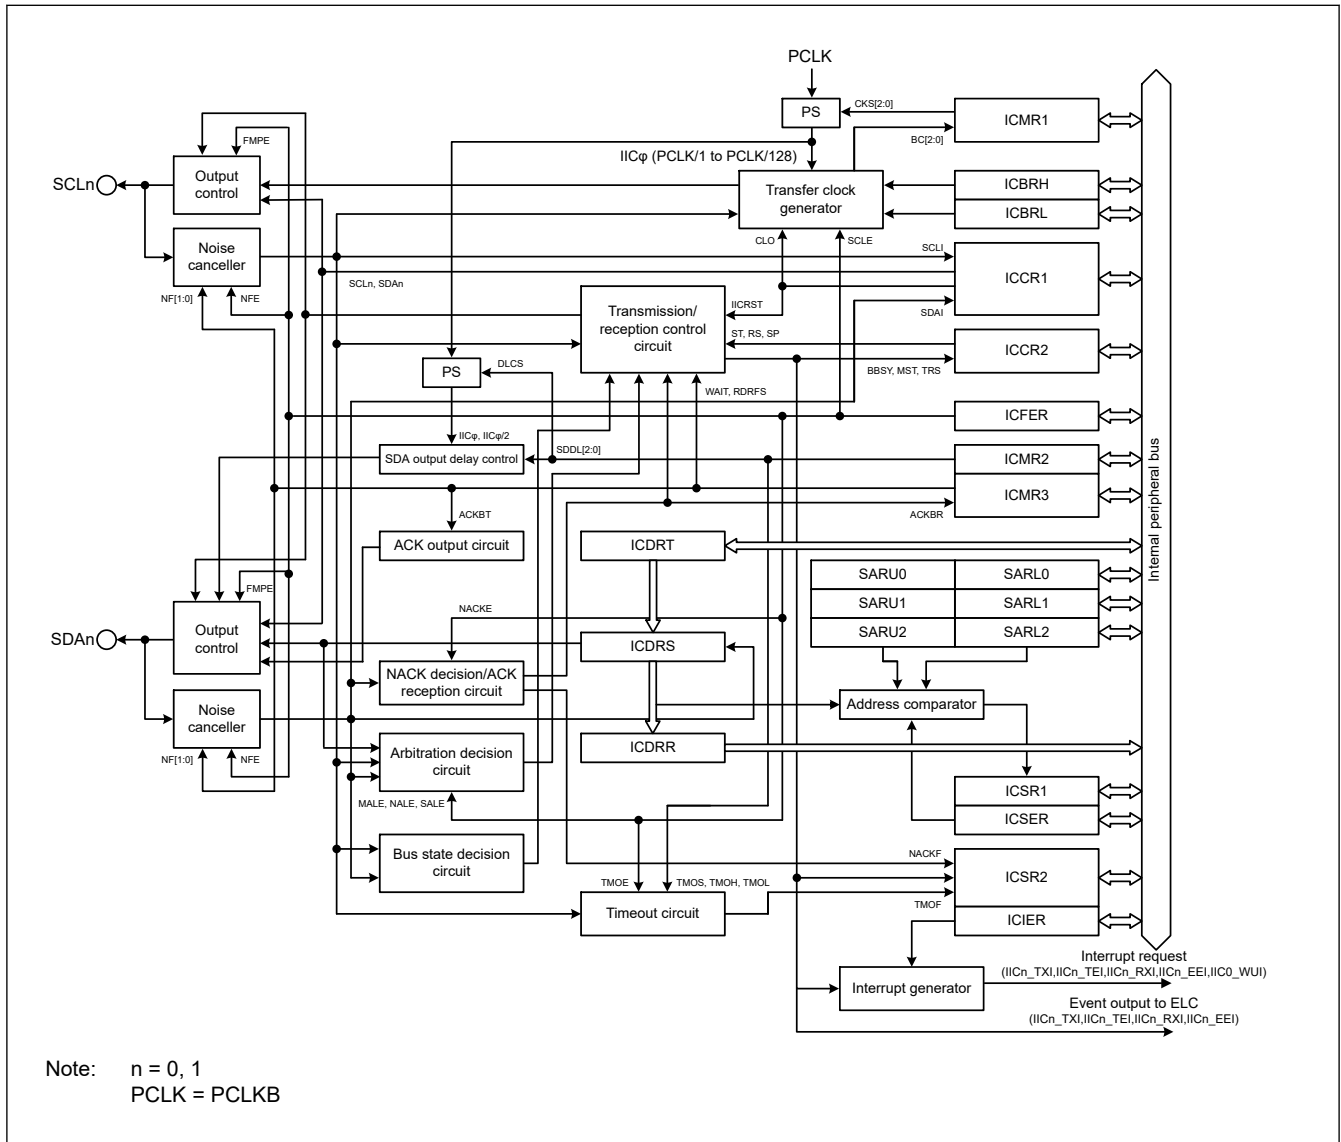 PCLK
PS
CKS[2:0]
ICMR1
BC[2:0]
IICφ (PCLK/1 to PCLK/128)
FMPE
SCLn
Output
control
Transfer clock
generator
ICBRH
ICBRL
Noise
canceller
CLO
SCLE
SCLI
ICCR1
SCLn, SDAn
NF[1:0]
NFE
IICRST
SDAI
Transmission/
reception control
circuit
ST, RS, SP
ICCR2
BBSY, MST, TRS
PS
DLCS
WAIT, RDRFS
ICFER
IICφ, IICφ/2
SDA output delay control
SDDL[2:0]
ICMR2
ICMR3
ACKBT
ACKBR
ACK output circuit
ICDRT
Internal peripheral bus
SARU0
SARL0
SARU1
SARL1
SARU2
SARL2
FMPE
NACKE
SDAn
Output
control
ICDRS
NACK decision/ACK
reception circuit
Address comparator
Noise
canceller
ICDRR
NF[1:0]
NFE
Arbitration decision
circuit
MALE, NALE, SALE
ICSR1
ICSER
Bus state decision
circuit
NACKF
ICSR2
TMOE
TMOS, TMOH, TMOL
TMOF
Timeout circuit
ICIER
Interrupt request
(IICn_TXI,IICn_TEI,IICn_RXI,IICn_EEI,IIC0_WUI)
Interrupt generator
Event output to ELC
(IICn_TXI,IICn_TEI,IICn_RXI,IICn_EEI)
Note: n = 0, 1
PCLK = PCLKB